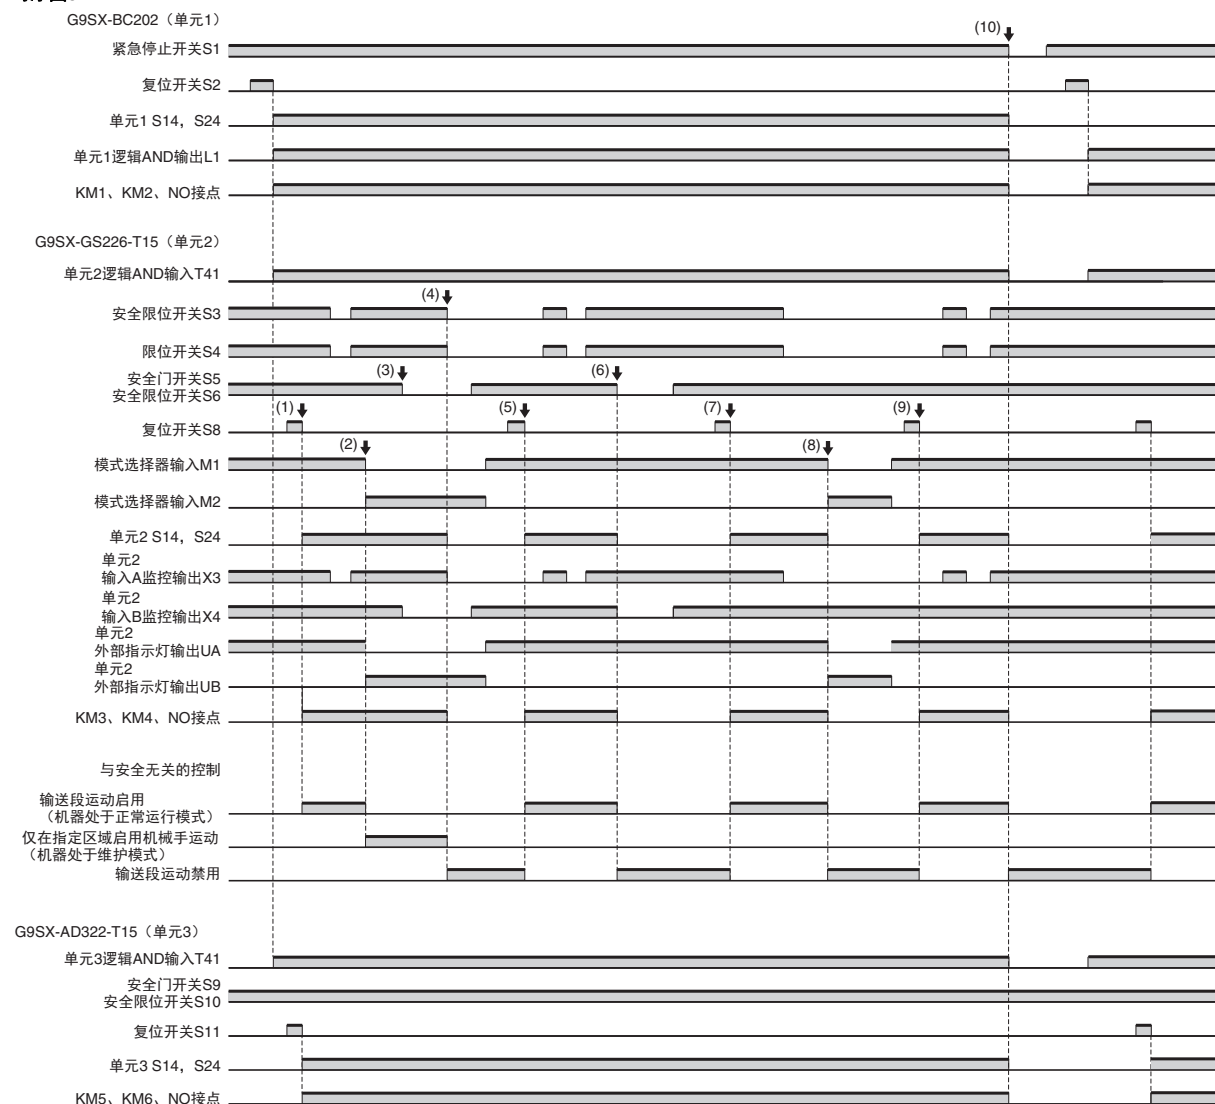 G9SX-BC202（单元1）
(10)
紧急停止开关S1
复位开关S2
单元1 S14，S24
单元1逻辑AND输出L1
KM1、KM2、NO接点
G9SX-GS226-T15（单元2）
单元2逻辑AND输入T41
(4)
安全限位开关S3
限位开关S4
安全门开关S5
(3)
(6)
安全限位开关S6
(1)
(5)
(7)
(9)
复位开关S8
(2)
(8)
模式选择器输入M1
模式选择器输入M2
单元2 S14，S24
单元2
输入A监控输出X3
单元2
输入B监控输出X4
单元2
外部指示灯输出UA
单元2
外部指示灯输出UB
KM3、KM4、NO接点
与安全无关的控制
输送段运动启用
（机器处于正常运行模式）
仅在指定区域启用机械手运动
（机器处于维护模式）
输送段运动禁用
G9SX-AD322-T15（单元3）
单元3逻辑AND输入T41
安全门开关S9
安全限位开关S10
复位开关S11
单元3 S14，S24
KM5、KM6、NO接点